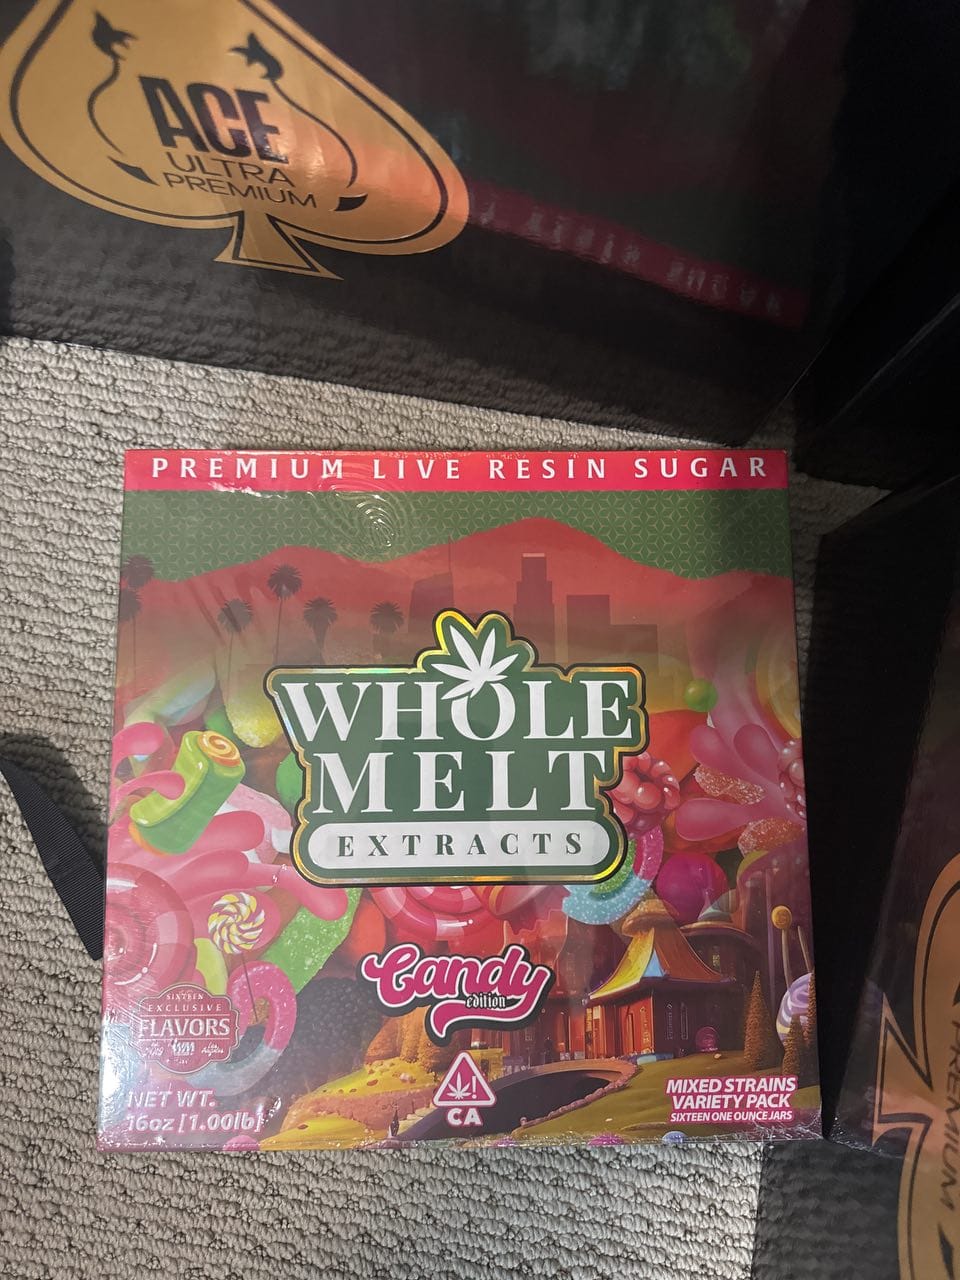 ACE
ULTRA
PREMIUM
PREMIUM LIVE RESIN SUGAR
WHOLE
MELT
EXTRACTS
Candy
edition
SIXTEEN
EXCLUSIVE
FLAVORS
NET WT.
16oz [1.00lb]
CA
MIXED STRAINS
VARIETY PACK
SIXTEEN ONE OUNCE JARS
PREMIUM